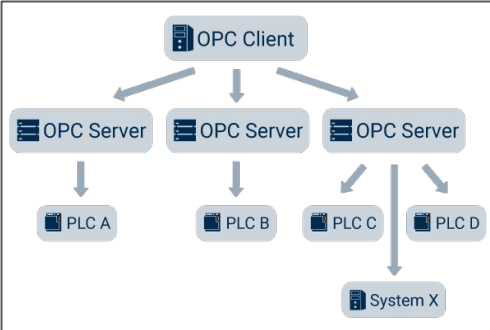 OPC Client
OPC Server
OPC Server
OPC Server
PLC A
PLC B
PLC C
PLC D
System X